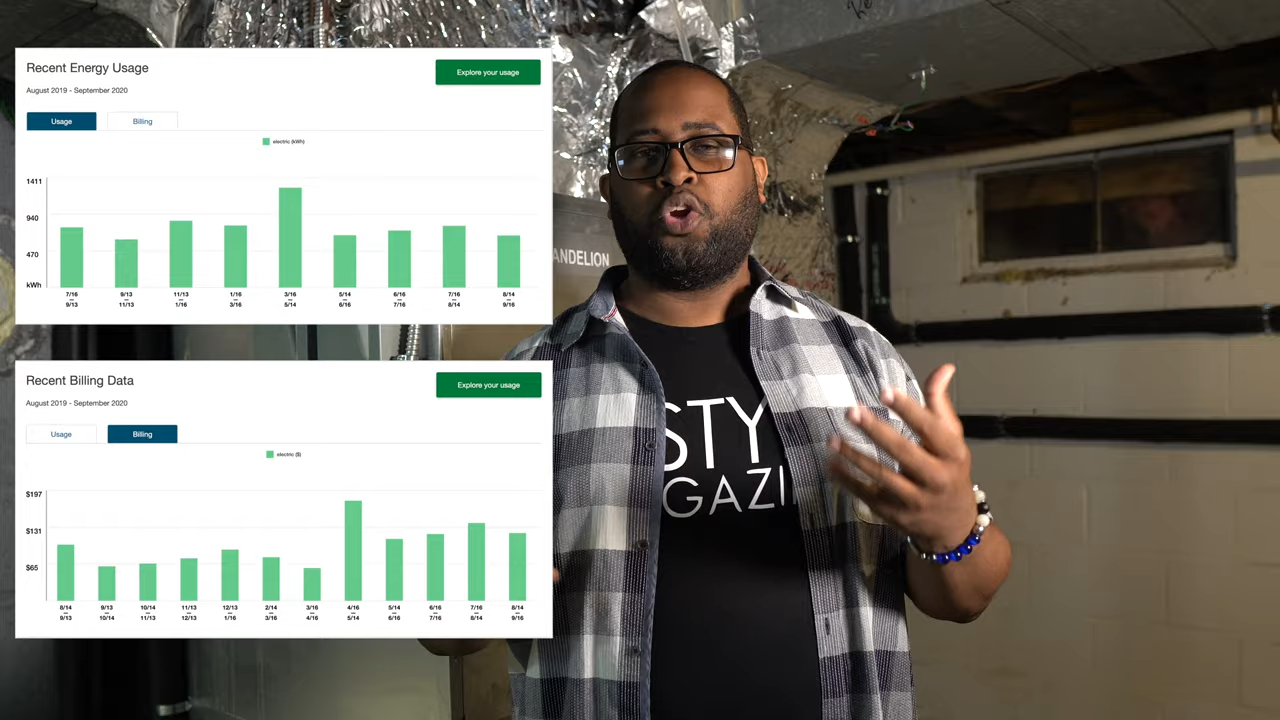 Recent Energy Usage
Explore your usage
August 2019 - September 2020
Usage
Billing
electric (kWh)
1411
940
470
kWh
7/16 — 9/13
9/13 — 11/13
11/13 — 1/16
1/16 — 3/16
3/16 — 5/14
5/14 — 6/16
6/16 — 7/16
7/16 — 8/14
8/14 — 9/16
Recent Billing Data
Explore your usage
August 2019 - September 2020
Usage
Billing
electric ($)
$197
$131
$65
8/14 — 9/13
9/13 — 10/14
10/14 — 11/13
11/13 — 12/13
12/13 — 1/16
2/14 — 3/16
3/16 — 4/16
4/16 — 5/14
5/14 — 6/16
6/16 — 7/16
7/16 — 8/14
8/14 — 9/16
ANDELION
STY
GAZI